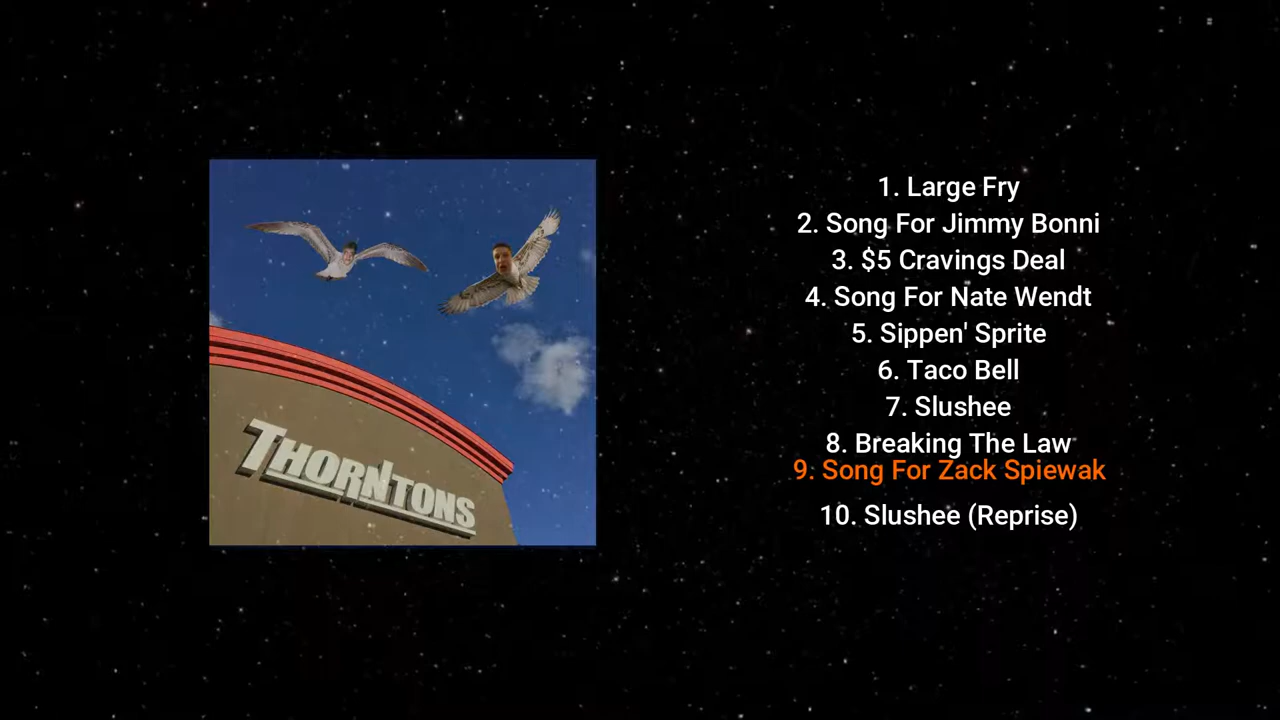 THORNTONS
1. Large Fry
2. Song For Jimmy Bonni
3. $5 Cravings Deal
4. Song For Nate Wendt
5. Sippen' Sprite
6. Taco Bell
7. Slushee
8. Breaking The Law
9. Song For Zack Spiewak
10. Slushee (Reprise)